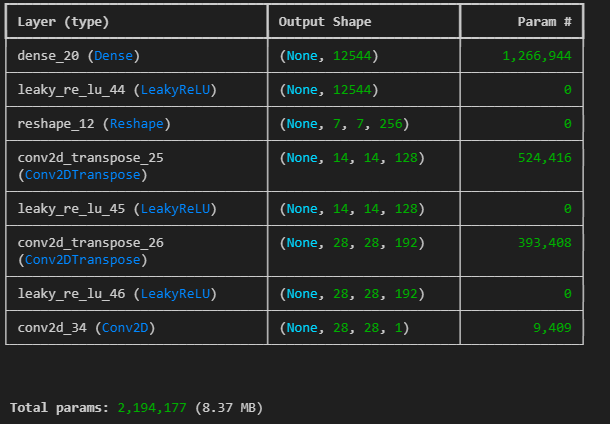 Layer (type) Output Shape Param #
dense_20 (Dense) (None, 12544) 1,266,944
leaky_re_lu_44 (LeakyReLU) (None, 12544) 0
reshape_12 (Reshape) (None, 7, 7, 256) 0
conv2d_transpose_25 (None, 14, 14, 128) 524,416
(Conv2DTranspose)
leaky_re_lu_45 (LeakyReLU) (None, 14, 14, 128) 0
conv2d_transpose_26 (None, 28, 28, 192) 393,408
(Conv2DTranspose)
leaky_re_lu_46 (LeakyReLU) (None, 28, 28, 192) 0
conv2d_34 (Conv2D) (None, 28, 28, 1) 9,409
Total params: 2,194,177 (8.37 MB)